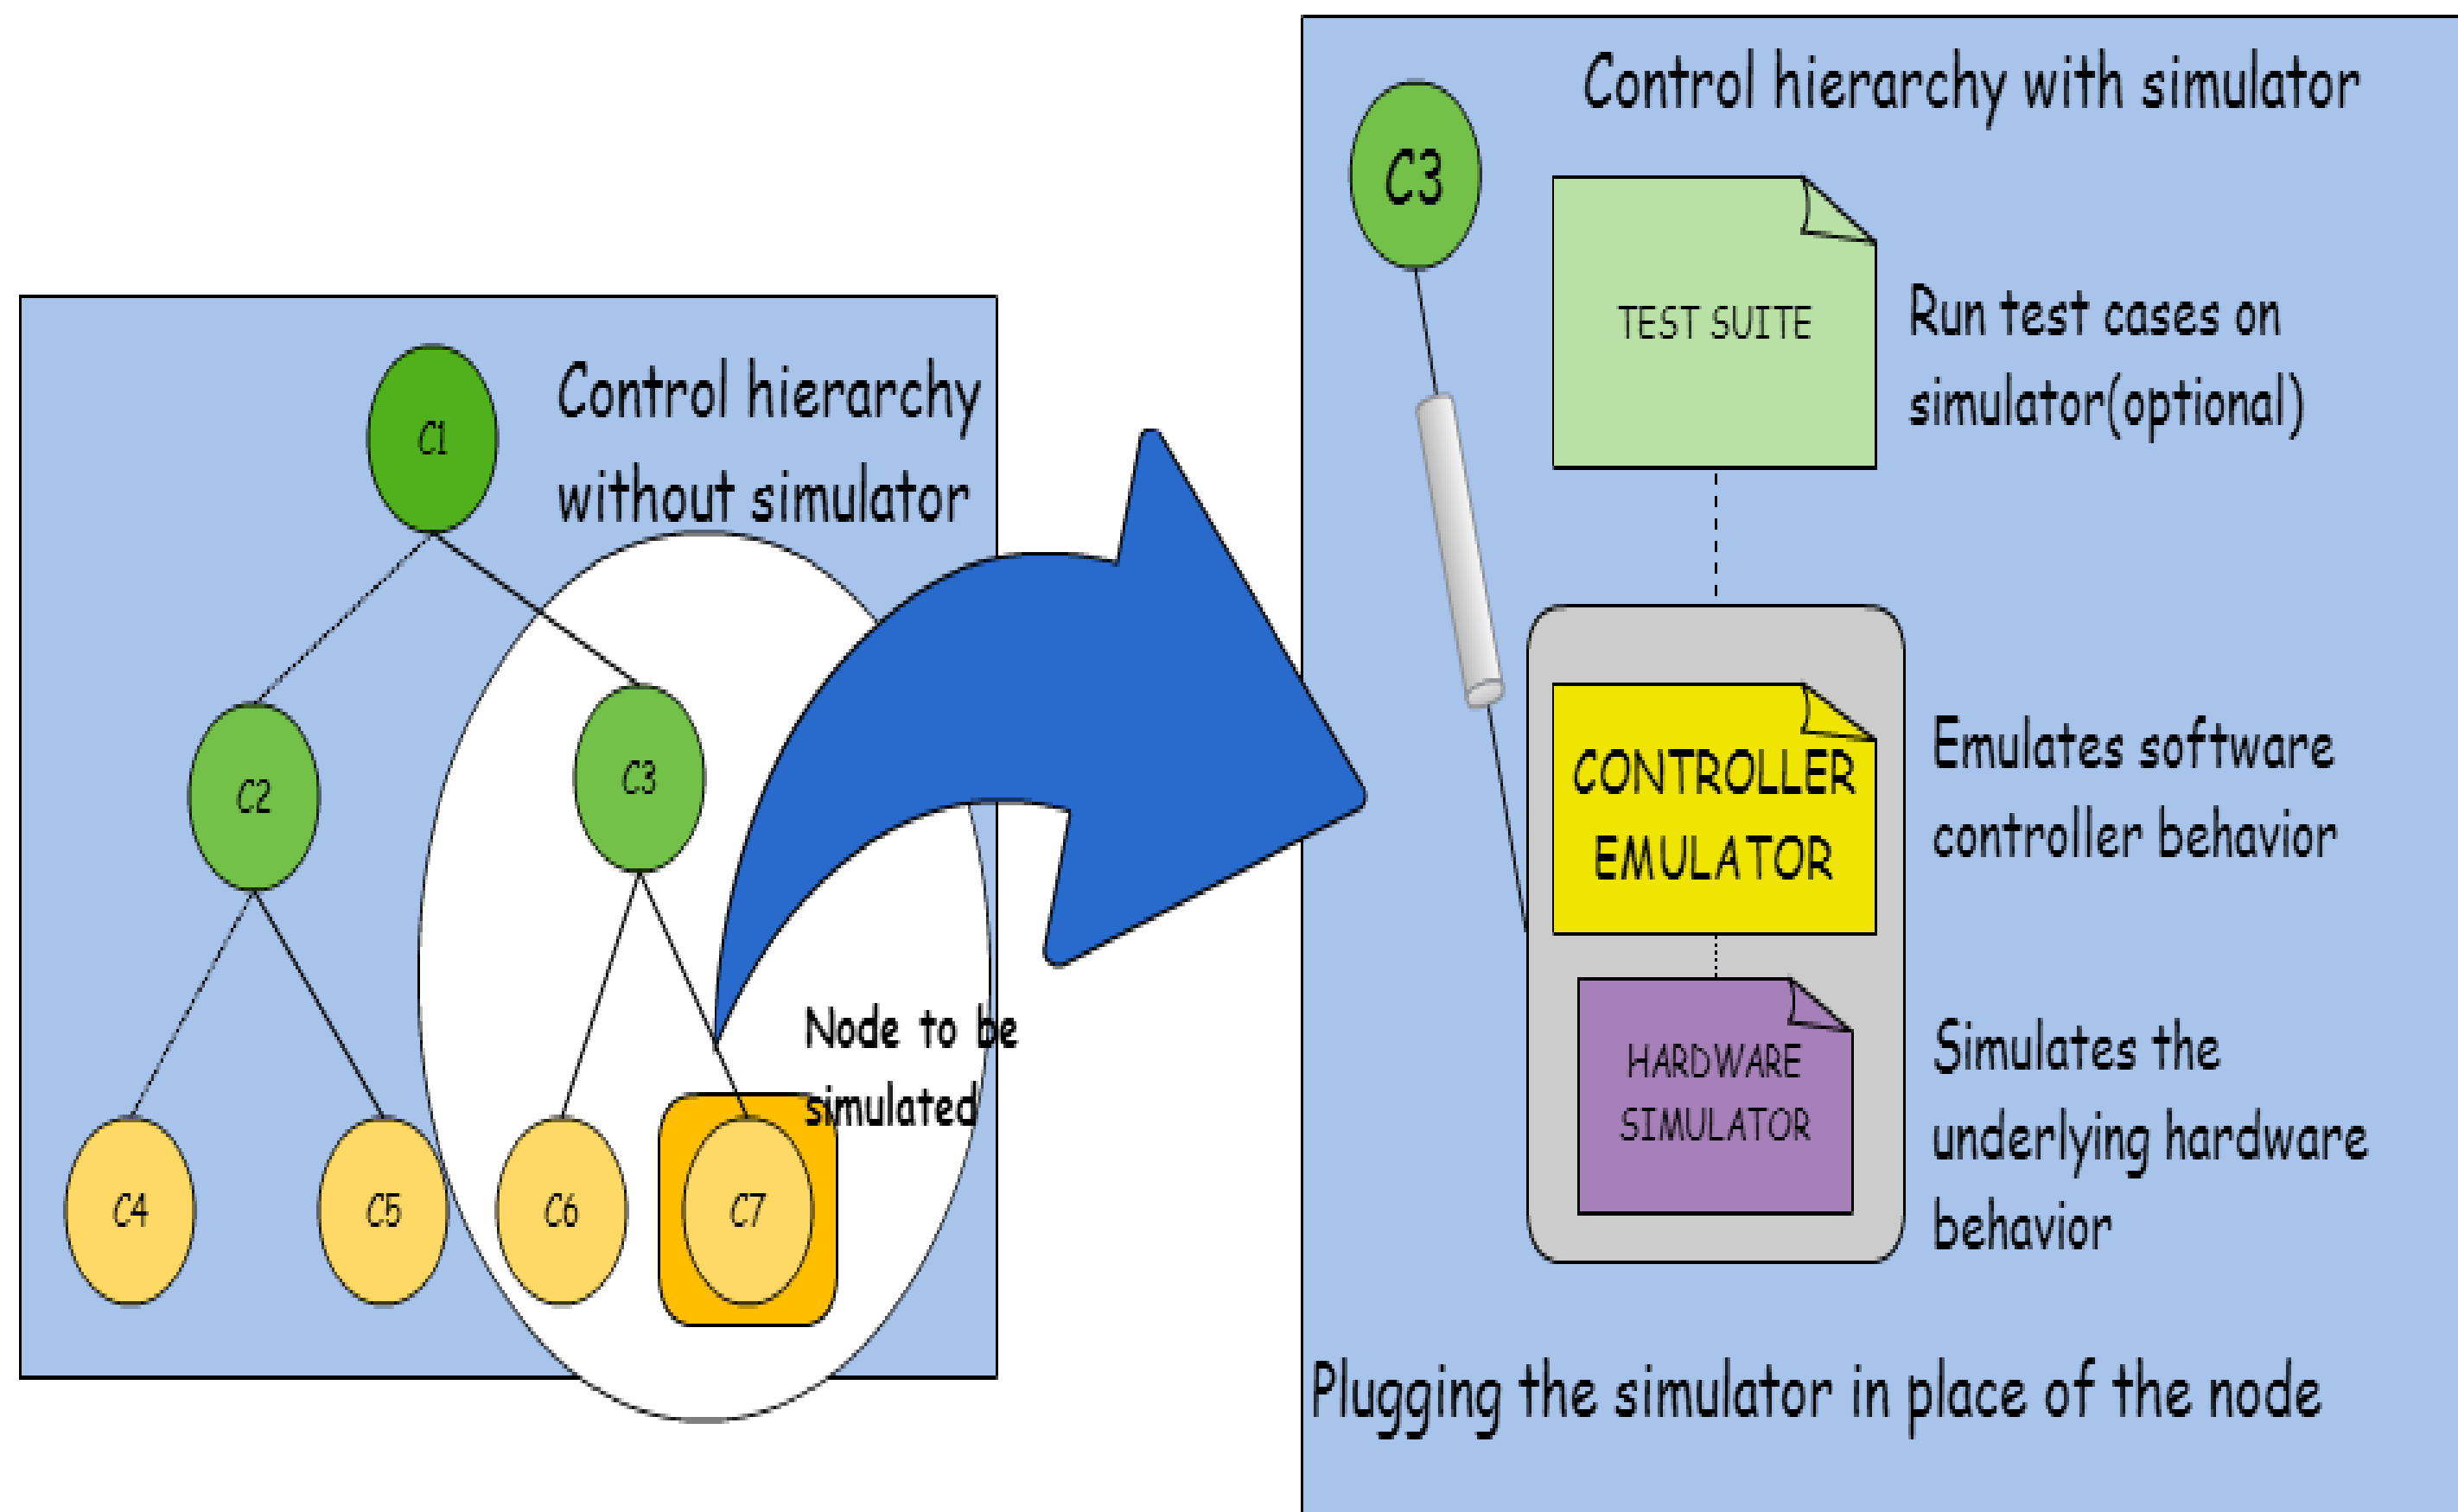 Control hierarchy
without simulator
C1
C2
C3
Node to be
simulated
C4
C5
C6
C7
Control hierarchy with simulator
C3
TEST SUITE
Run test cases on
simulator(optional)
CONTROLLER
EMULATOR
Emulates software
controller behavior
HARDWARE
SIMULATOR
Simulates the
underlying hardware
behavior
Plugging the simulator in place of the node